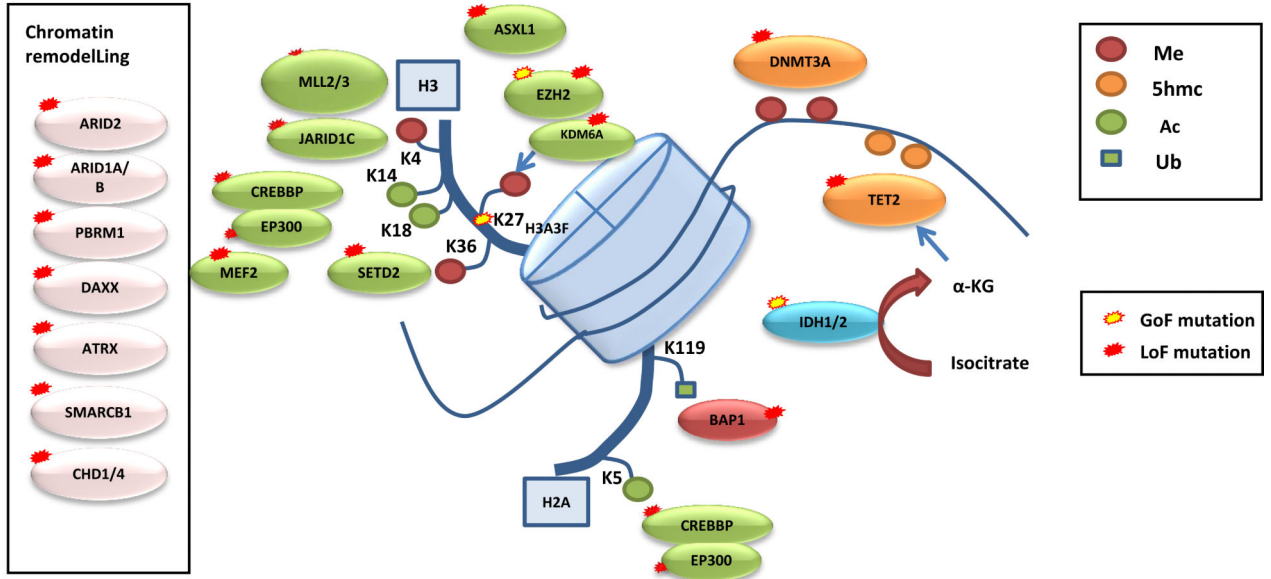 Chromatin
remodelLing
ARID2
ARID1A/
B
PBRM1
DAXX
ATRX
SMARCB1
CHD1/4
ASXL1
MLL2/3
H3
EZH2
JARID1C
KDM6A
K4
K14
CREBBP
K18
K27
H3A3F
EP300
K36
MEF2
SETD2
DNMT3A
TET2
α-KG
IDH1/2
Isocitrate
K119
BAP1
K5
H2A
CREBBP
EP300
Me
5hmc
Ac
Ub
GoF mutation
LoF mutation